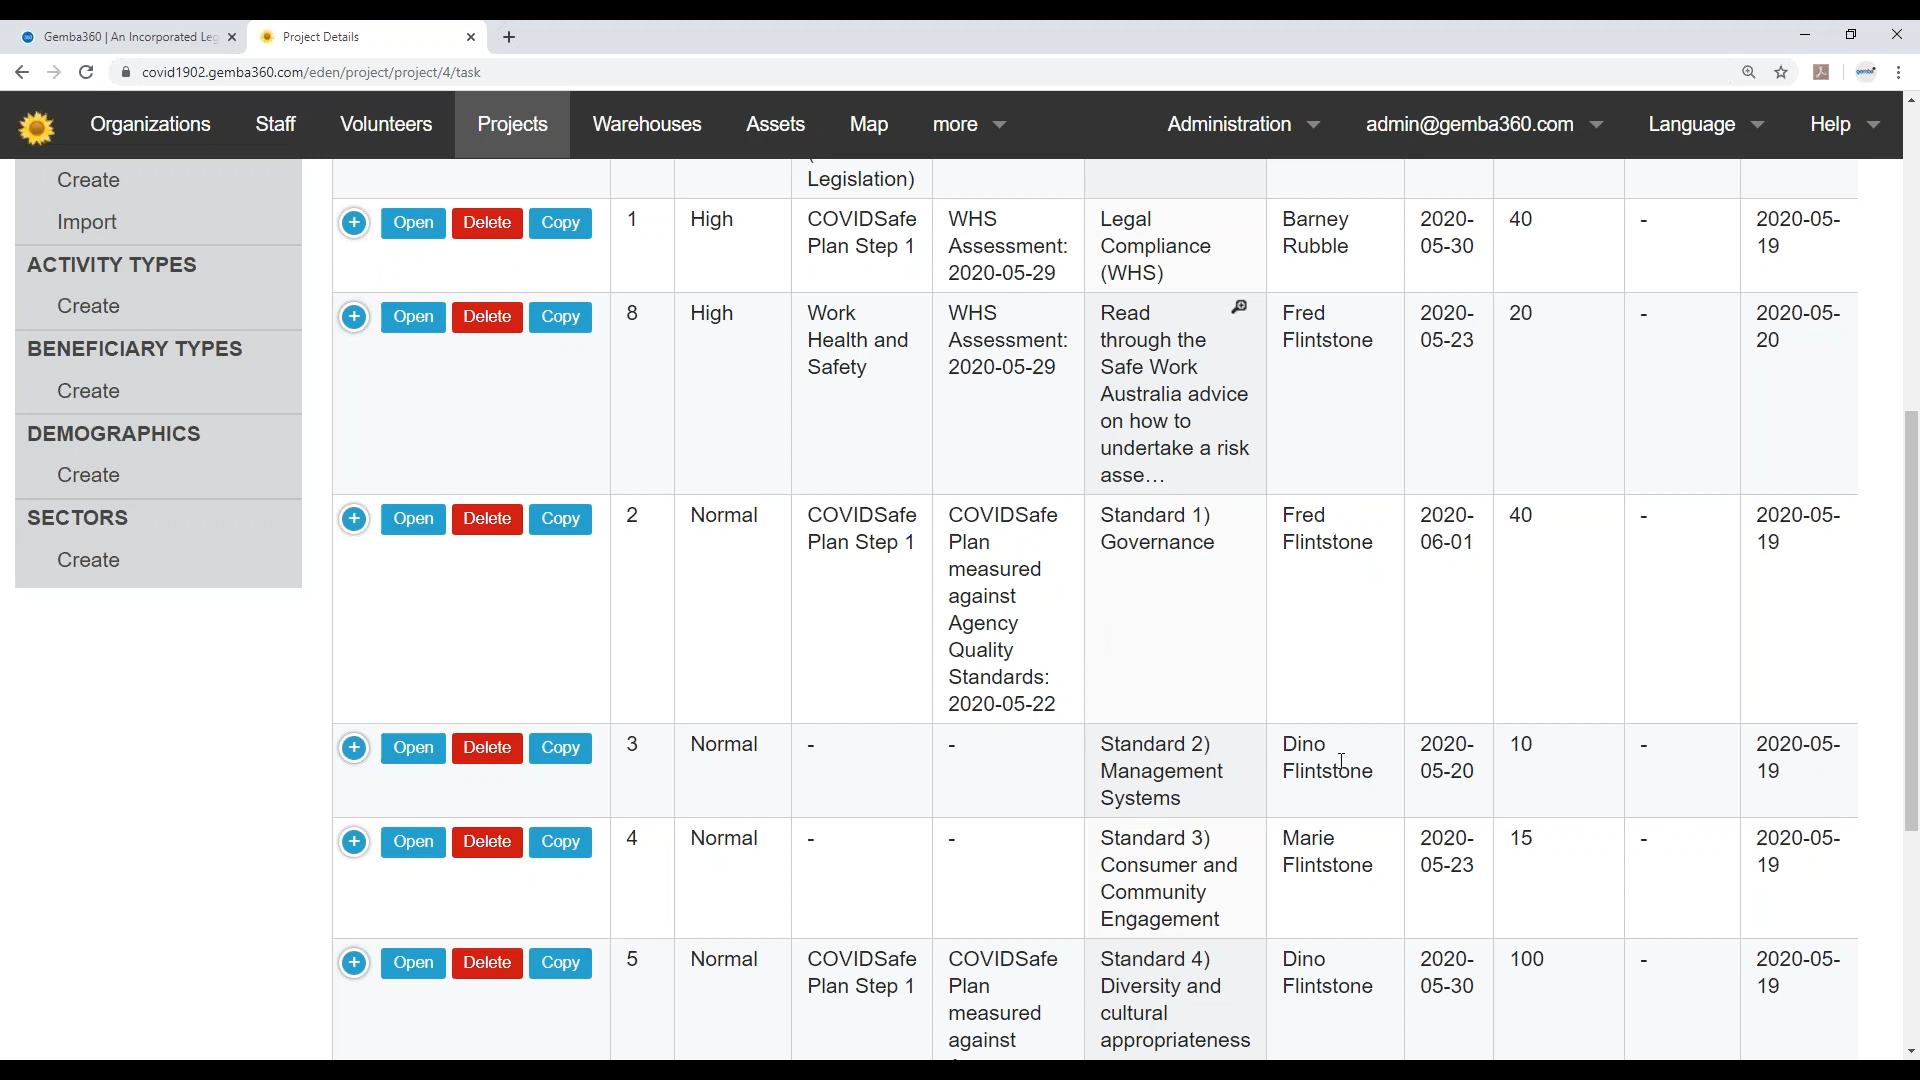 Gemba360 | An Incorporated Leg
Project Details
covid1902.gemba360.com/eden/project/project/4/task
Organizations Staff Volunteers Projects Warehouses Assets Map more Administration admin@gemba360.com Language Help
Create
Import
ACTIVITY TYPES
Create
BENEFICIARY TYPES
Create
DEMOGRAPHICS
Create
SECTORS
Create
Legislation)
Open Delete Copy 1 High COVIDSafe WHS Legal Barney 2020- 40 - 2020-05-
Plan Step 1 Assessment: Compliance Rubble 05-30 19
2020-05-29 (WHS)
Open Delete Copy 8 High Work WHS Read Fred 2020- 20 - 2020-05-
Health and Assessment: through the Flintstone 05-23 20
Safety 2020-05-29 Safe Work
Australia advice
on how to
undertake a risk
asse...
Open Delete Copy 2 Normal COVIDSafe COVIDSafe Standard 1) Fred 2020- 40 - 2020-05-
Plan Step 1 Plan Governance Flintstone 06-01 19
measured
against
Agency
Quality
Standards:
2020-05-22
Open Delete Copy 3 Normal - - Standard 2) Dino 2020- 10 - 2020-05-
Management Flintstone 05-20 19
Systems
Open Delete Copy 4 Normal - - Standard 3) Marie 2020- 15 - 2020-05-
Consumer and Flintstone 05-23 19
Community
Engagement
Open Delete Copy 5 Normal COVIDSafe COVIDSafe Standard 4) Dino 2020- 100 - 2020-05-
Plan Step 1 Plan Diversity and Flintstone 05-30 19
measured cultural
against appropriateness